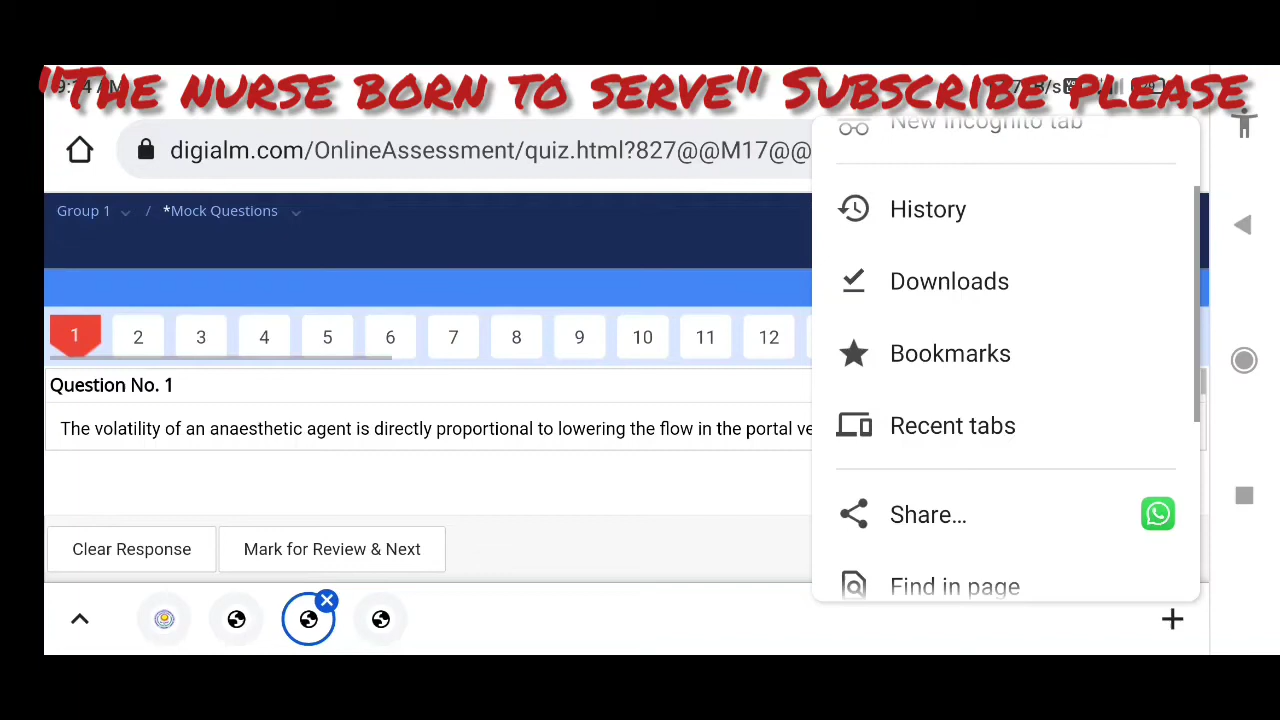 "The nurse born to serve" Subscribe please
New Incognito tab
digialm.com/OnlineAssessment/quiz.html?827@@M17@@
History
Group 1 / *Mock Questions
Downloads
1 2 3 4 5 6 7 8 9 10 11 12
Bookmarks
Question No. 1
The volatility of an anaesthetic agent is directly proportional to lowering the flow in the portal
Recent tabs
Share...
Clear Response Mark for Review & Next
Find in page